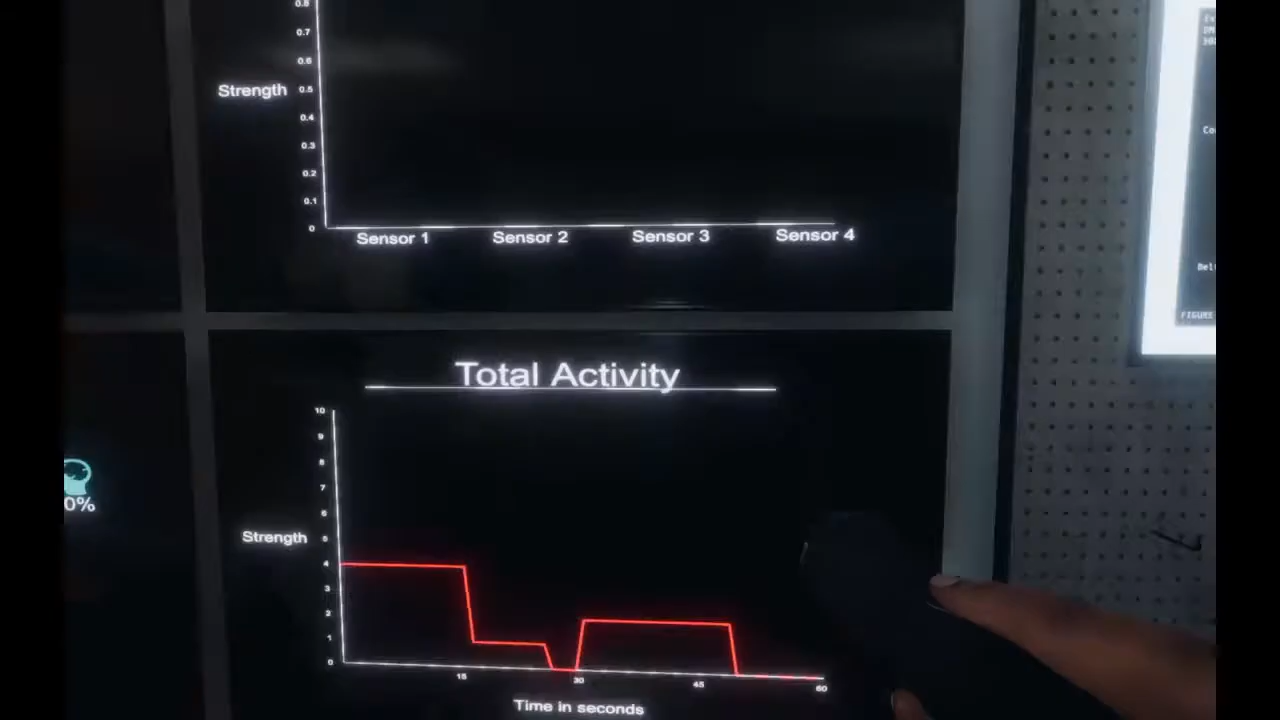 0.8
0.7
0.6
Strength 0.5
0.4
0.3
0.2
0.1
0
Sensor 1 Sensor 2 Sensor 3 Sensor 4
Total Activity
10
9
8
7
6
Strength 5
4
3
2
1
0
15 30 45 60
Time in seconds
0%
FIGURE